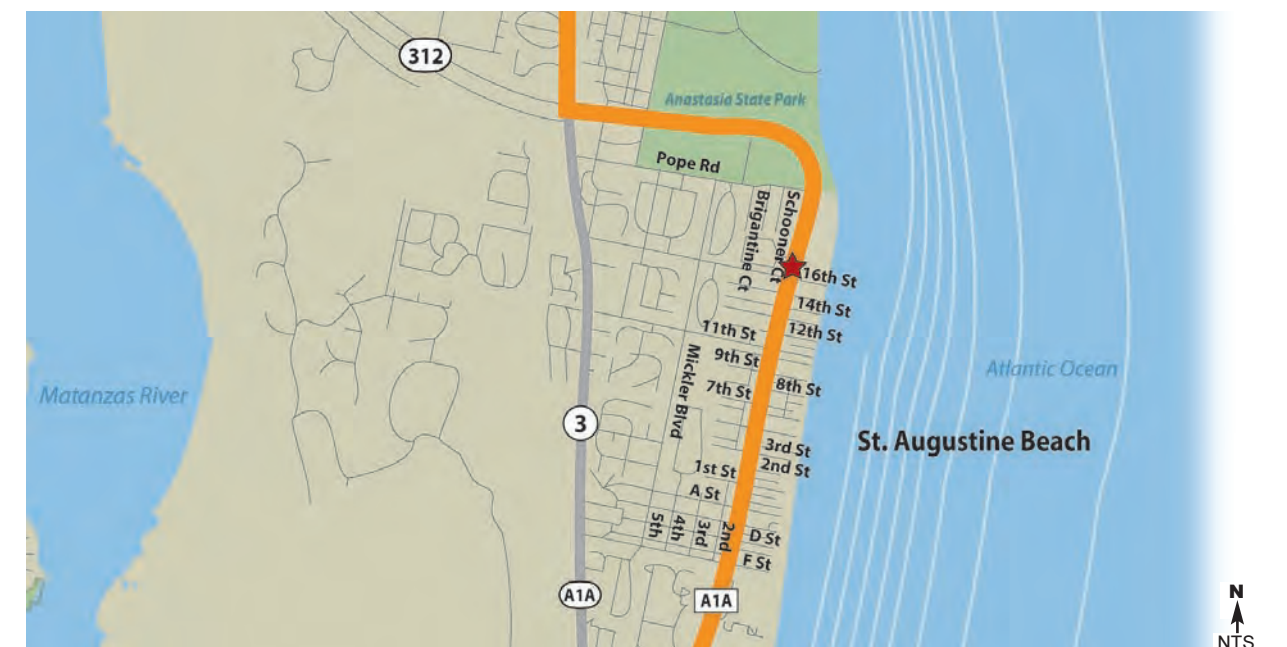 312
Anastasia State Park
Pope Rd
Schooner Ct
Brigantine Ct
16th St
14th St
11th St
12th St
Mickler Blvd
9th St
Atlantic Ocean
Matanzas River
7th St
8th St
3
St. Augustine Beach
3rd St
1st St
2nd St
A St
5th
4th
3rd
2nd
D St
F St
A1A
A1A
N
NTS